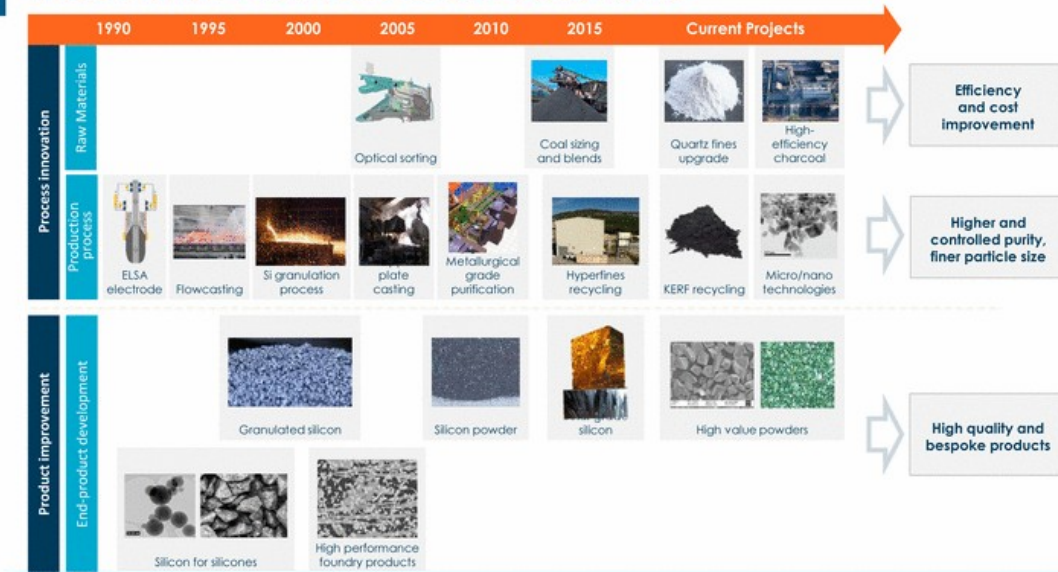 1990 1995 2000 2005 2010 2015 Current Projects
Process innovation
Raw Materials
Optical sorting
Coal sizing
and blends
Quartz fines
upgrade
High-
efficiency
charcoal
Efficiency
and cost
improvement
Production
process
ELSA
electrode
Flowcasting
Si granulation
process
plate
casting
Metallurgical
grade
purification
Hyperfines
recycling
KERF recycling
Micro/nano
technologies
Higher and
controlled purity,
finer particle size
Product improvement
End-product development
Granulated silicon
Silicon powder
silicon
High value powders
Silicon for silicones
High performance
foundry products
High quality and
bespoke products